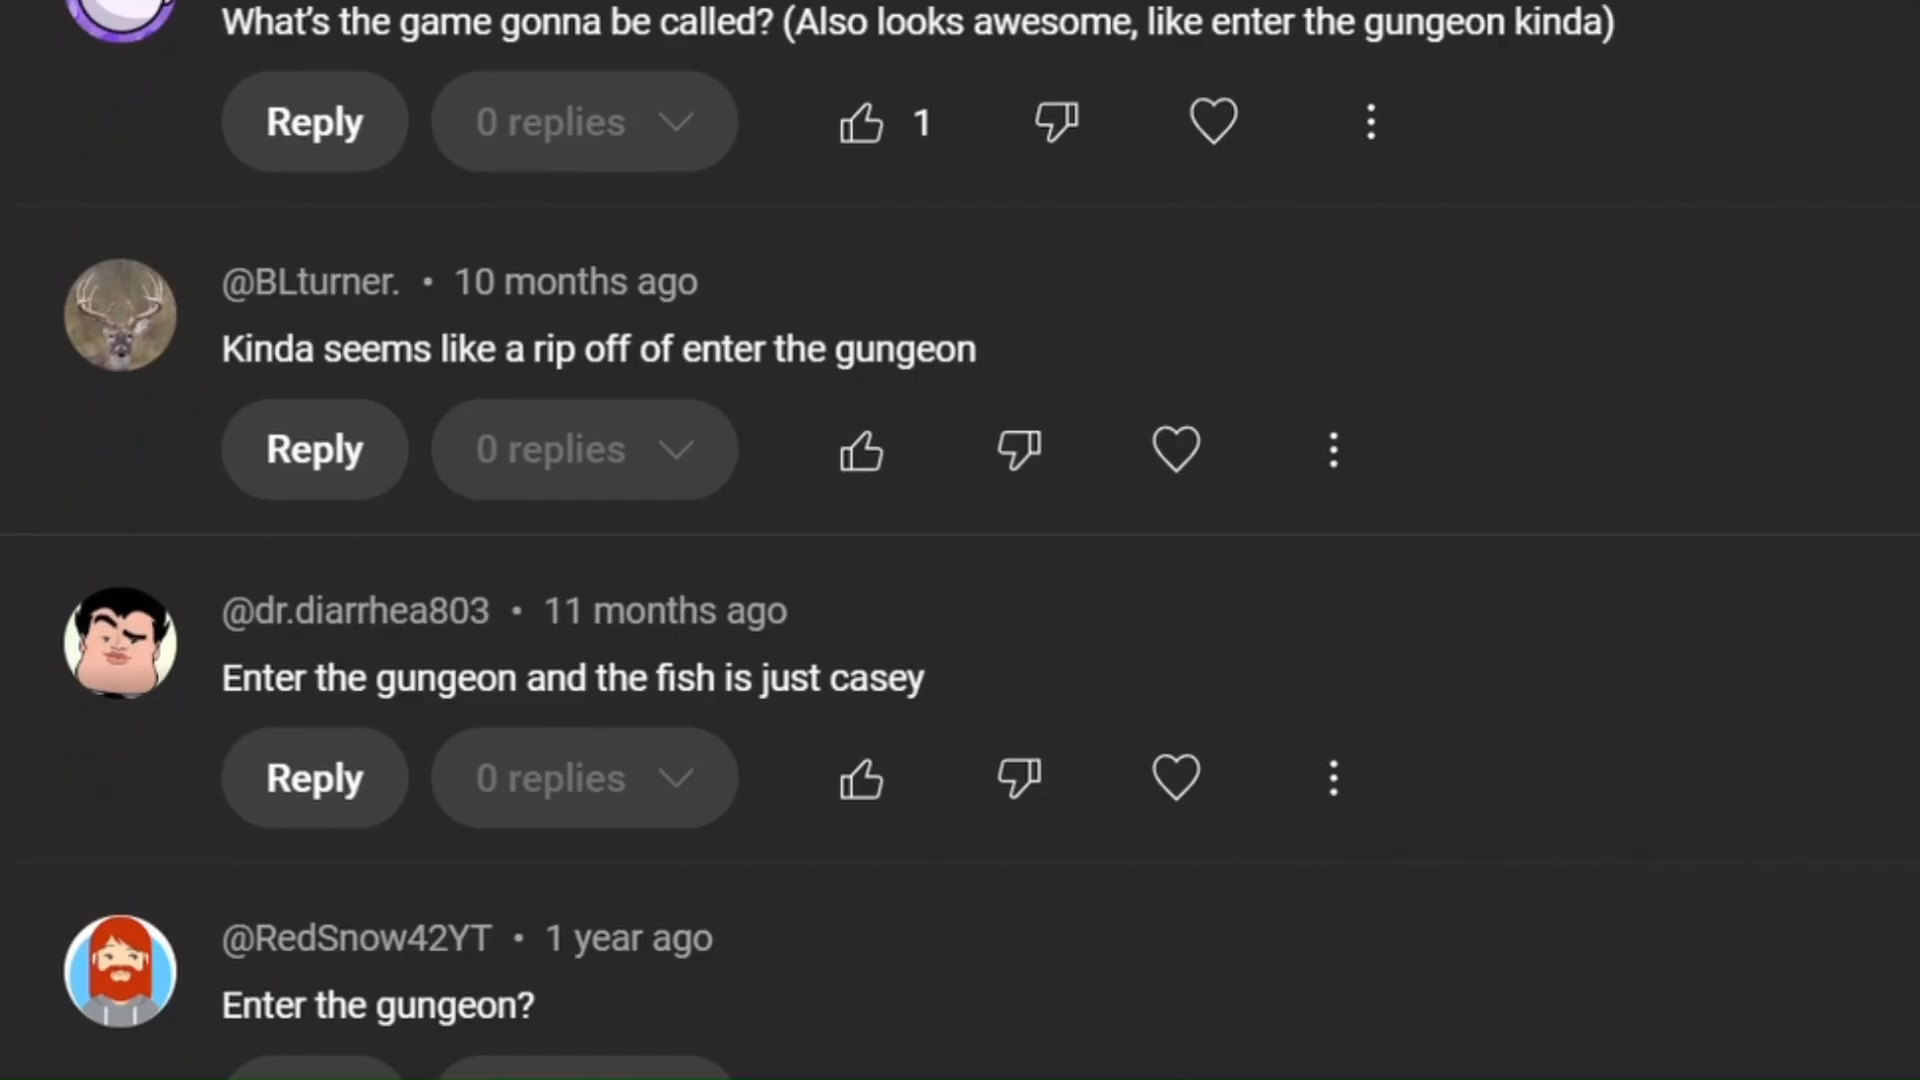 What's the game gonna be called? (Also looks awesome, like enter the gungeon kinda)
Reply 0 replies 1
@BLturner. • 10 months ago
Kinda seems like a rip off of enter the gungeon
Reply 0 replies
@dr.diarrhea803 • 11 months ago
Enter the gungeon and the fish is just casey
Reply 0 replies
@RedSnow42YT • 1 year ago
Enter the gungeon?